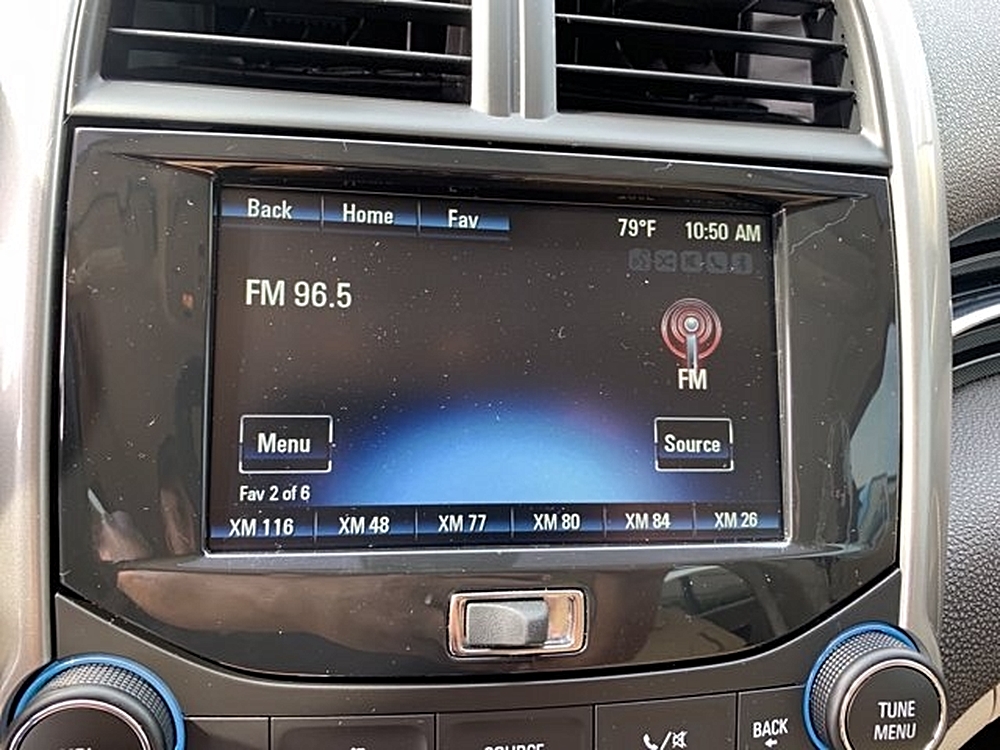 Back Home Fav 79°F 10:50 AM
FM 96.5
FM
Menu Source
Fav 2 of 6
XM 116 XM 48 XM 77 XM 80 XM 84 XM 26
TUNE
MENU
BACK
SOURCE